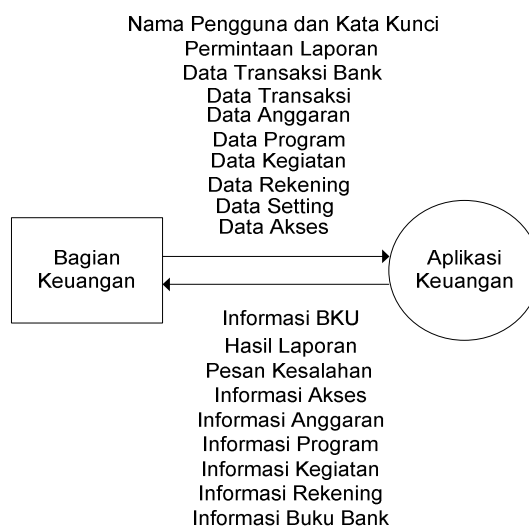 Nama Pengguna dan Kata Kunci
Permintaan Laporan
Data Transaksi Bank
Data Transaksi
Data Anggaran
Data Program
Data Kegiatan
Data Rekening
Data Setting
Data Akses
Bagian
Keuangan
Aplikasi
Keuangan
Informasi BKU
Hasil Laporan
Pesan Kesalahan
Informasi Akses
Informasi Anggaran
Informasi Program
Informasi Kegiatan
Informasi Rekening
Informasi Buku Bank